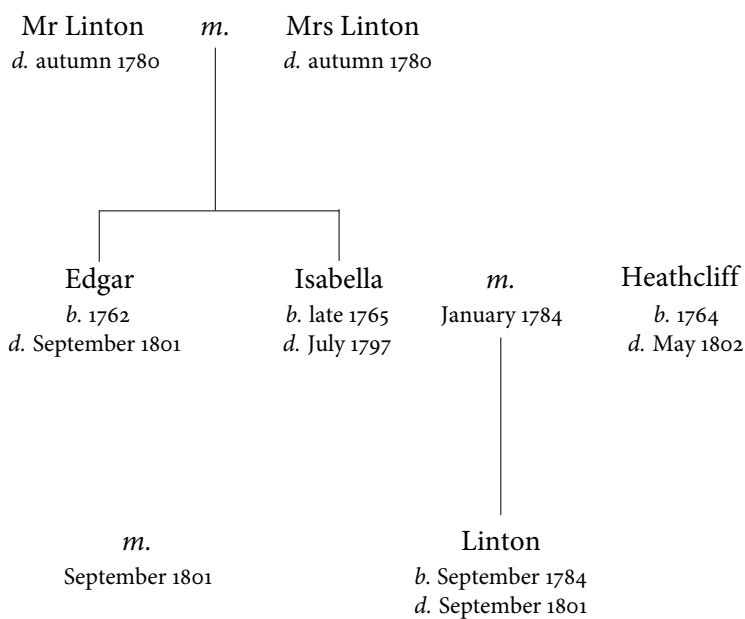 Mr Linton m. Mrs Linton
d. autumn 1780 d. autumn 1780
Edgar Isabella m. Heathcliff
b. 1762 b. late 1765 January 1784 b. 1764
d. September 1801 d. July 1797 d. May 1802
m. Linton
September 1801 b. September 1784
d. September 1801